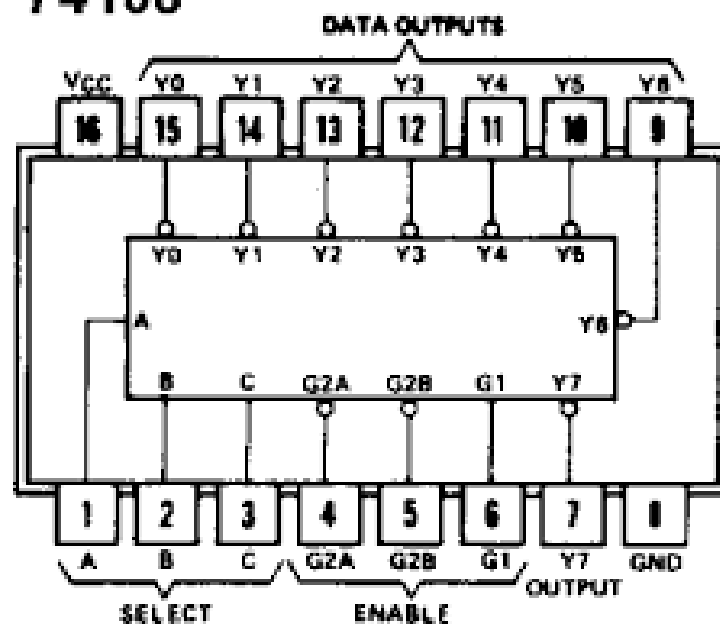 DATA OUTPUTS
VCC Y0 Y1 Y2 Y3 Y4 Y5 Y6
16 15 14 13 12 11 10 9
Y0 Y1 Y2 Y3 Y4 Y5
A Y6
B C G2A G2B G1 Y7
1 2 3 4 5 6 7 8
A B C G2A G2B G1 Y7 GND
OUTPUT
SELECT ENABLE